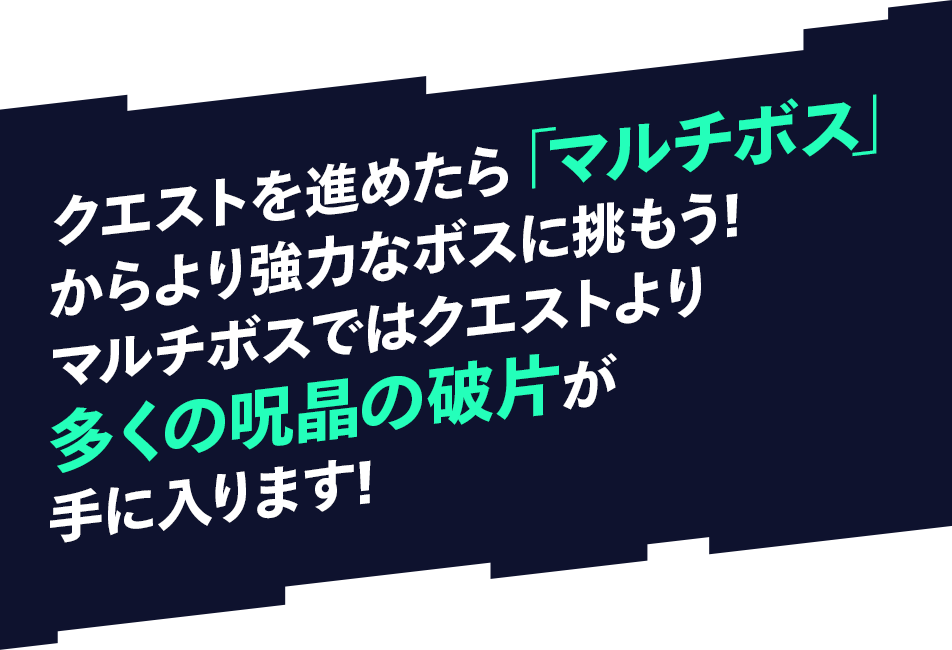 クエストを進めたら「マルチボス」
からより強力なボスに挑もう!
マルチボスではクエストより
多くの呪晶の破片が
手に入ります!